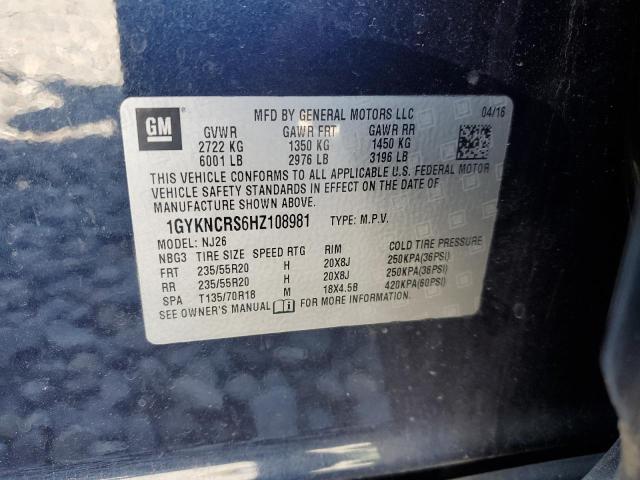 GM
MFD BY GENERAL MOTORS LLC 04/16
GVWR GAWR FRT GAWR RR
2722 KG 1350 KG 1450 KG
6001 LB 2976 LB 3196 LB
THIS VEHICLE CONFORMS TO ALL APPLICABLE U.S. FEDERAL MOTOR
VEHICLE SAFETY STANDARDS IN EFFECT ON THE DATE OF
MANUFACTURE SHOWN ABOVE.
1GYKNCRS6HZ108981 TYPE: M.P.V.
MODEL: NJ26
NBG3 TIRE SIZE SPEED RTG RIM COLD TIRE PRESSURE
FRT 235/55R20 H 20X8J 250KPA(36PSI)
RR 235/55R20 H 20X8J 250KPA(36PSI)
SPA T135/70R18 M 18X4.5B 420KPA(60PSI)
SEE OWNER'S MANUAL FOR MORE INFORMATION.